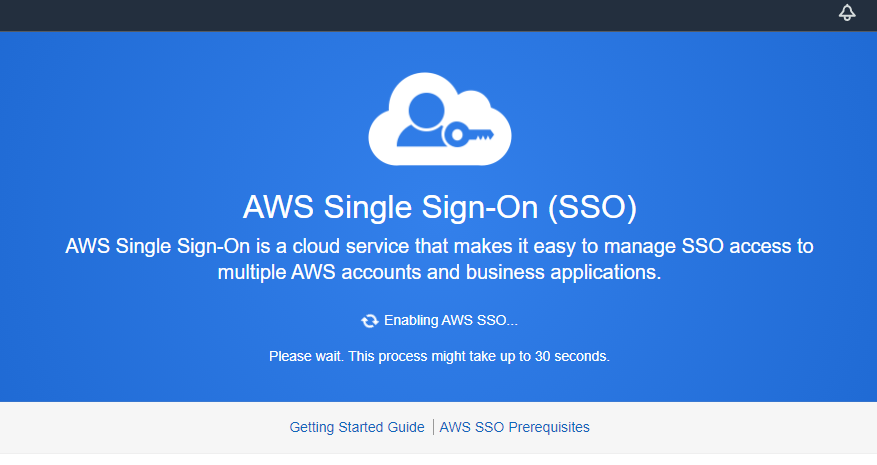 AWS Single Sign-On (SSO)
AWS Single Sign-On is a cloud service that makes it easy to manage SSO access to
multiple AWS accounts and business applications.
Enabling AWS SSO...
Please wait. This process might take up to 30 seconds.
Getting Started Guide | AWS SSO Prerequisites